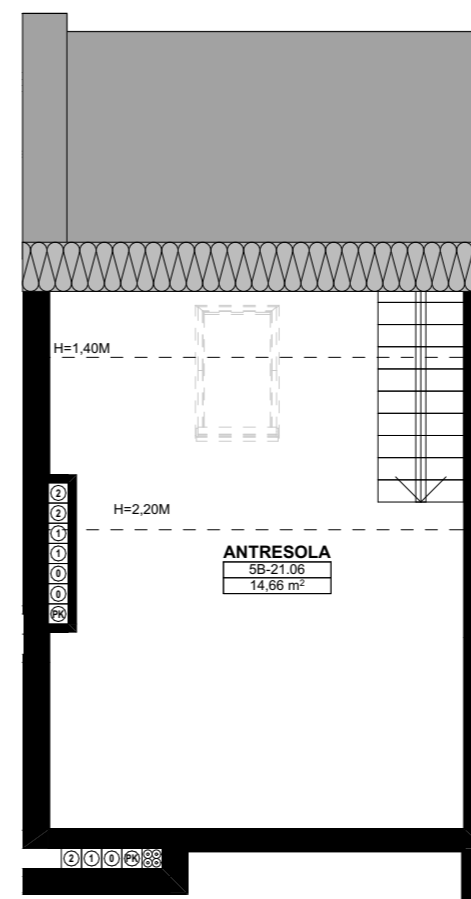 H=1,40M
H=2,20M
2
2
1
1
0
0
PK
ANTRESOLA
5B-21.06
14,66 m²
2 1 0 PK